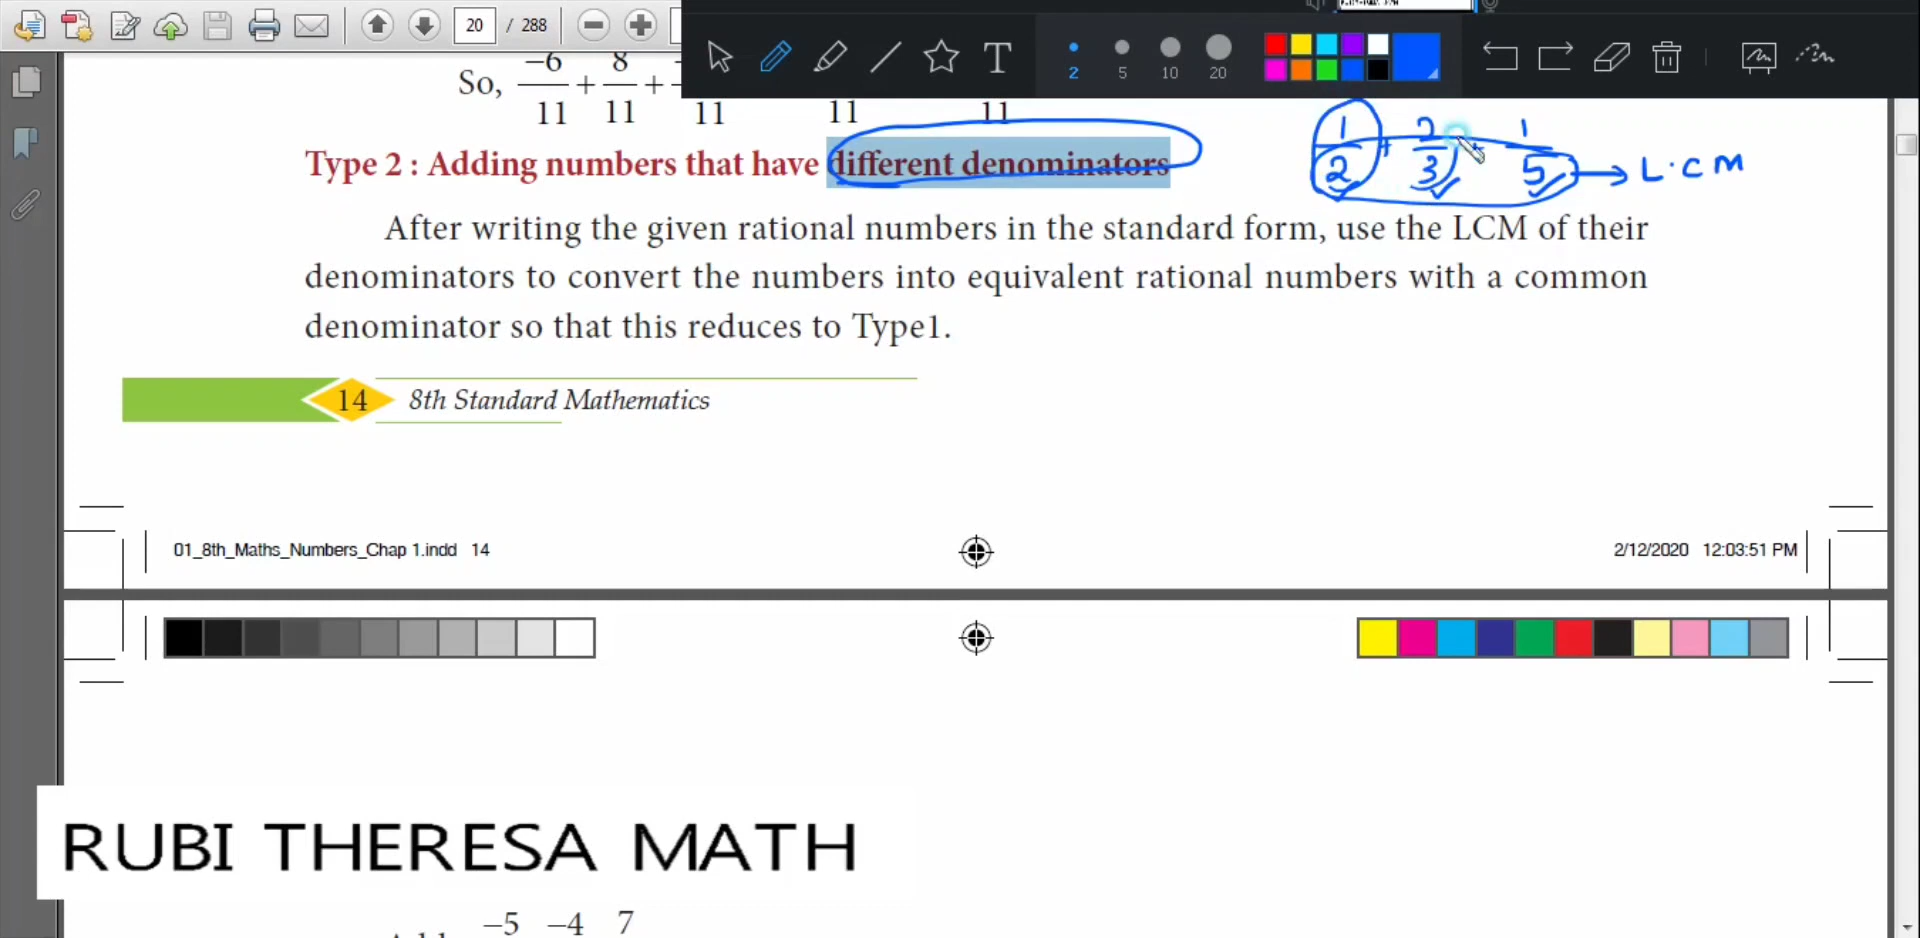 20 / 288
2 5 10 20
So, −6/11 + 8/11 + 11 11 11
1/2 + 2/3 + 1/5 → L.C M
Type 2 : Adding numbers that have different denominators
After writing the given rational numbers in the standard form, use the LCM of their
denominators to convert the numbers into equivalent rational numbers with a common
denominator so that this reduces to Type1.
14 8th Standard Mathematics
01_8th_Maths_Numbers_Chap 1.indd 14 2/12/2020 12:03:51 PM
RUBI THERESA MATH
−5 −4 7